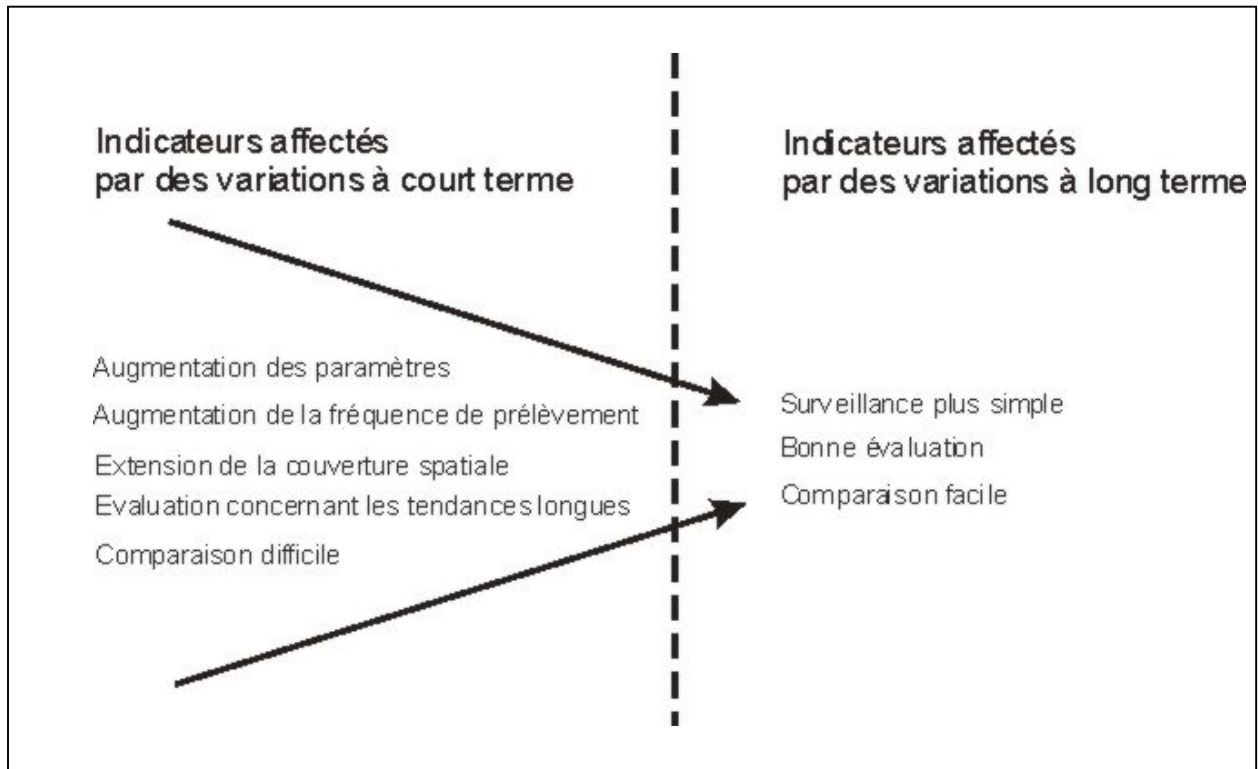 Indicateurs affectés
par des variations à court terme
Augmentation des paramètres
Augmentation de la fréquence de prélèvement
Extension de la couverture spatiale
Evaluation concernant les tendances longues
Comparaison difficile
Indicateurs affectés
par des variations à long terme
Surveillance plus simple
Bonne évaluation
Comparaison facile